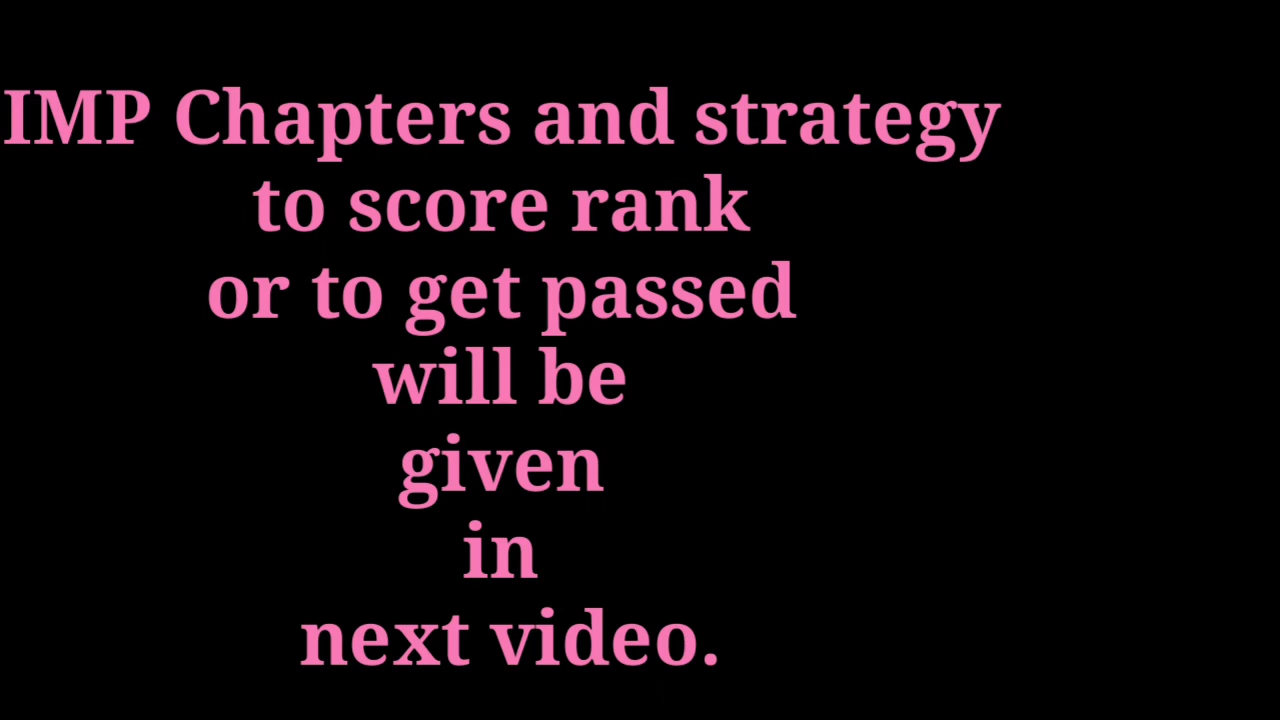 IMP Chapters and strategy
to score rank
or to get passed
will be
given
in
next video.